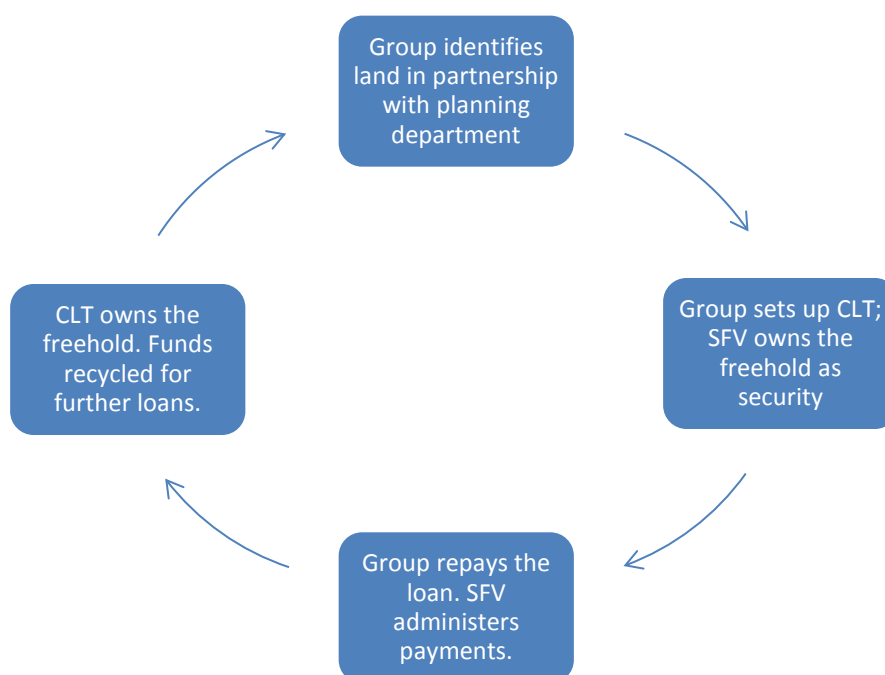 Group identifies
land in partnership
with planning
department
Group sets up CLT;
SFV owns the
freehold as
security
Group repays the
loan. SFV
administers
payments.
CLT owns the
freehold. Funds
recycled for
further loans.